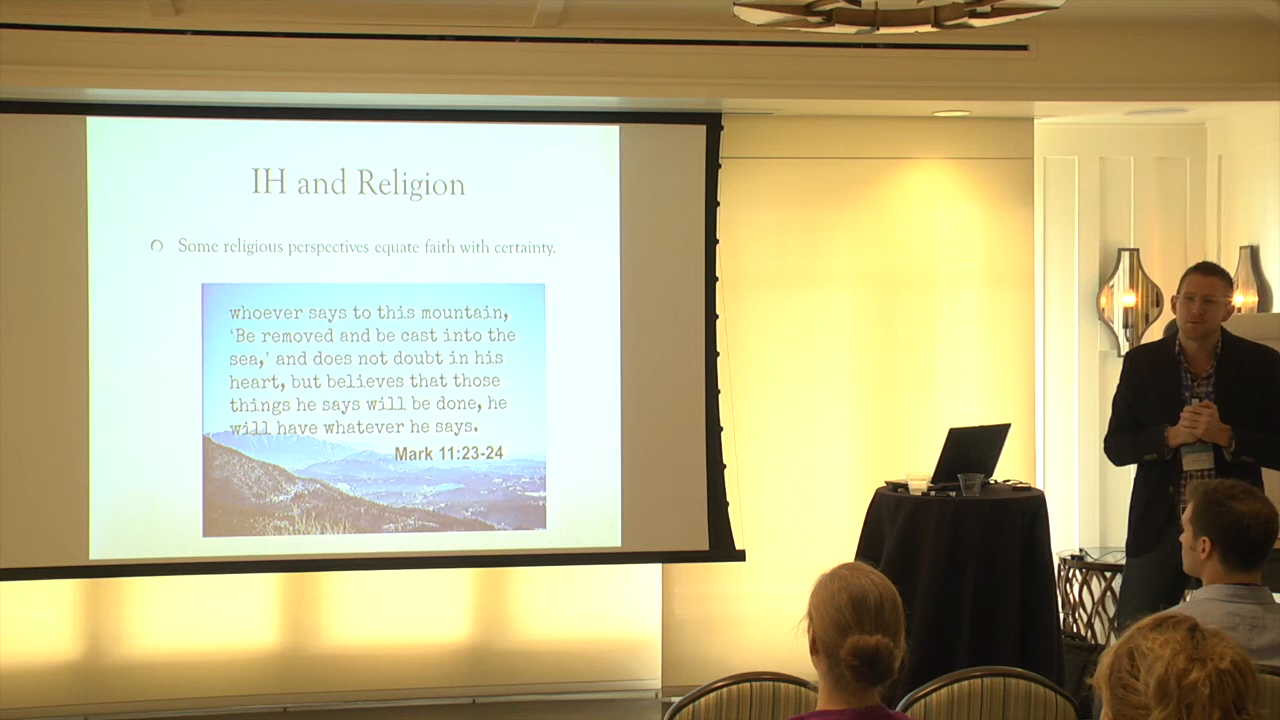 IH and Religion
Some religious perspectives equate faith with certainty.
whoever says to this mountain,
‘Be removed and be cast into the
sea,’ and does not doubt in his
heart, but believes that those
things he says will be done, he
will have whatever he says.
Mark 11:23-24